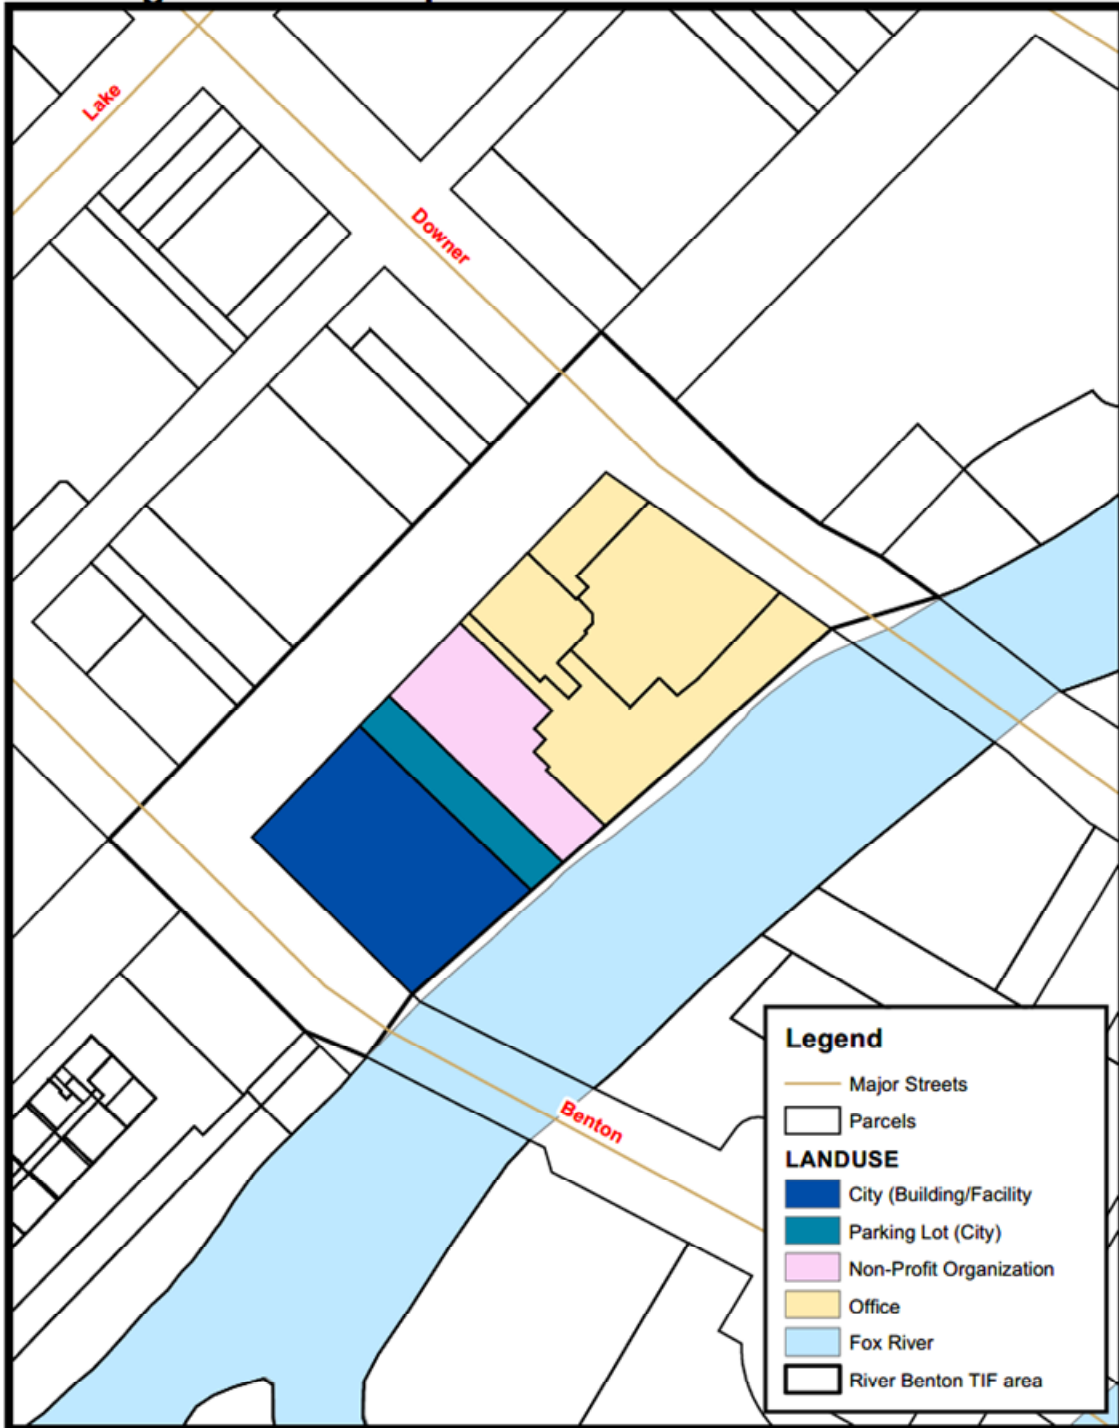 Lake
Downer
Benton
Legend
Major Streets
Parcels
LANDUSE
City (Building/Facility
Parking Lot (City)
Non-Profit Organization
Office
Fox River
River Benton TIF area